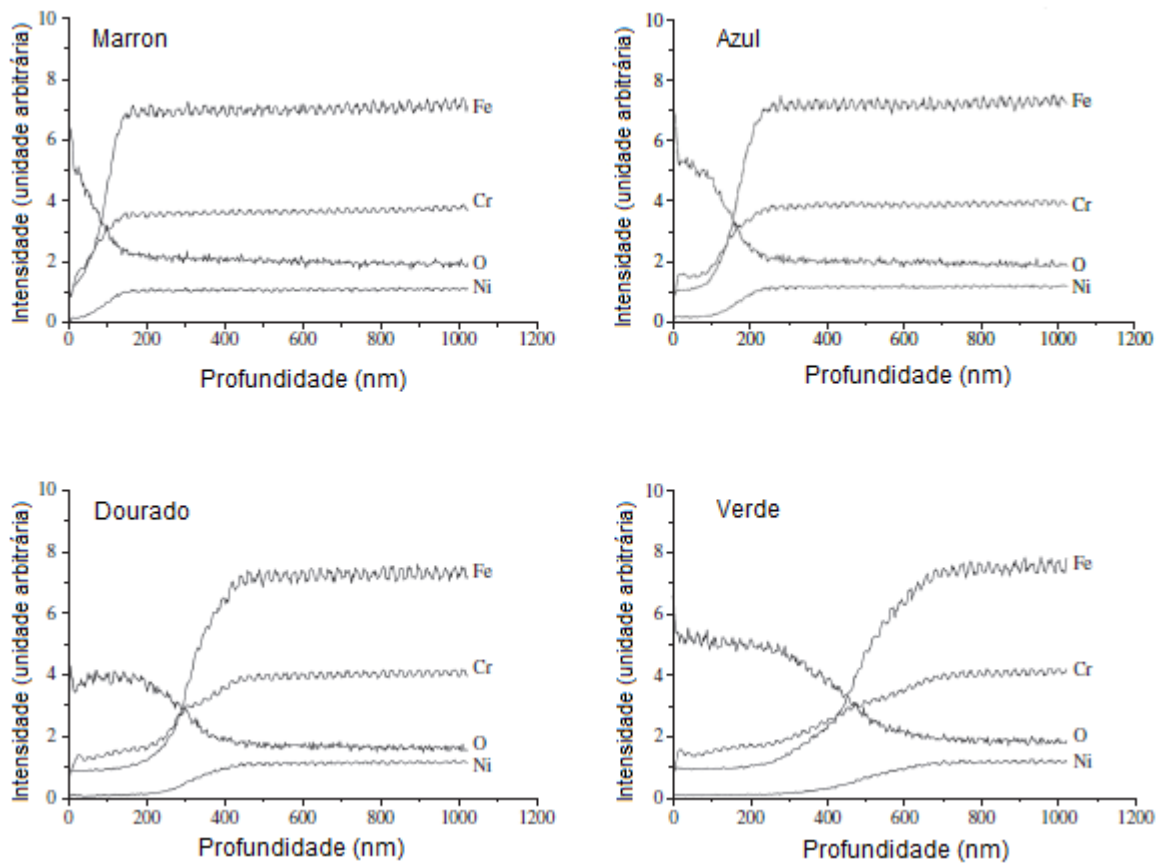 Marron
Intensidade (unidade arbitrária)
10
8
6
4
2
0
Fe
Cr
O
Ni
0 200 400 600 800 1000 1200
Profundidade (nm)
Azul
Intensidade (unidade arbitrária)
10
8
6
4
2
0
Fe
Cr
O
Ni
0 200 400 600 800 1000 1200
Profundidade (nm)
Dourado
Intensidade (unidade arbitrária)
10
8
6
4
2
0
Fe
Cr
O
Ni
0 200 400 600 800 1000 1200
Profundidade (nm)
Verde
Intensidade (unidade arbitrária)
10
8
6
4
2
0
Fe
Cr
O
Ni
0 200 400 600 800 1000 1200
Profundidade (nm)